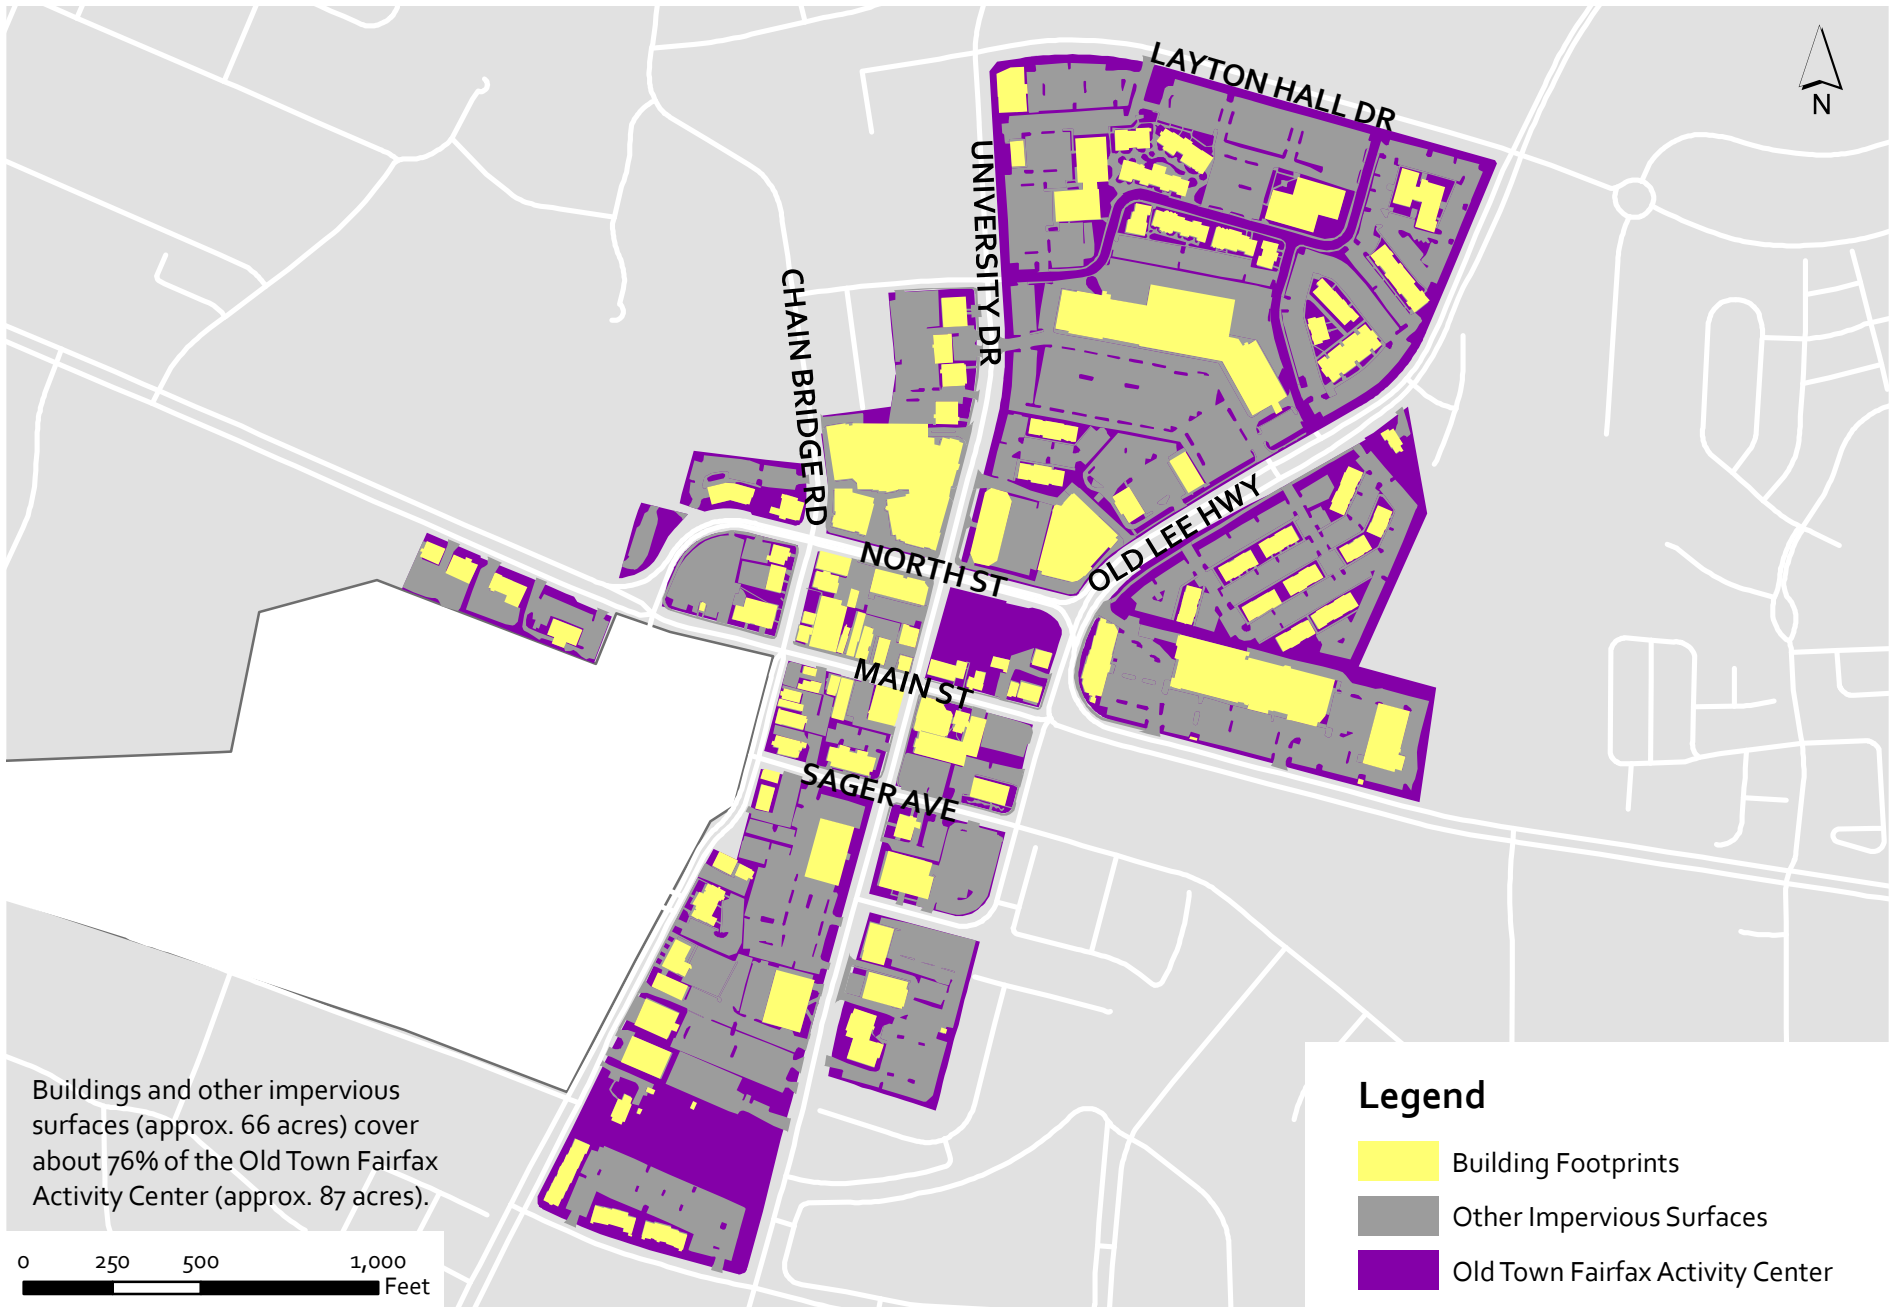 LAYTON HALL DR
N
UNIVERSITY DR
CHAIN BRIDGE RD
OLD LEE HWY
NORTH ST
MAIN ST
SAGER AVE
Buildings and other impervious
surfaces (approx. 66 acres) cover
about 76% of the Old Town Fairfax
Activity Center (approx. 87 acres).
0 250 500 1,000
Feet
Legend
Building Footprints
Other Impervious Surfaces
Old Town Fairfax Activity Center